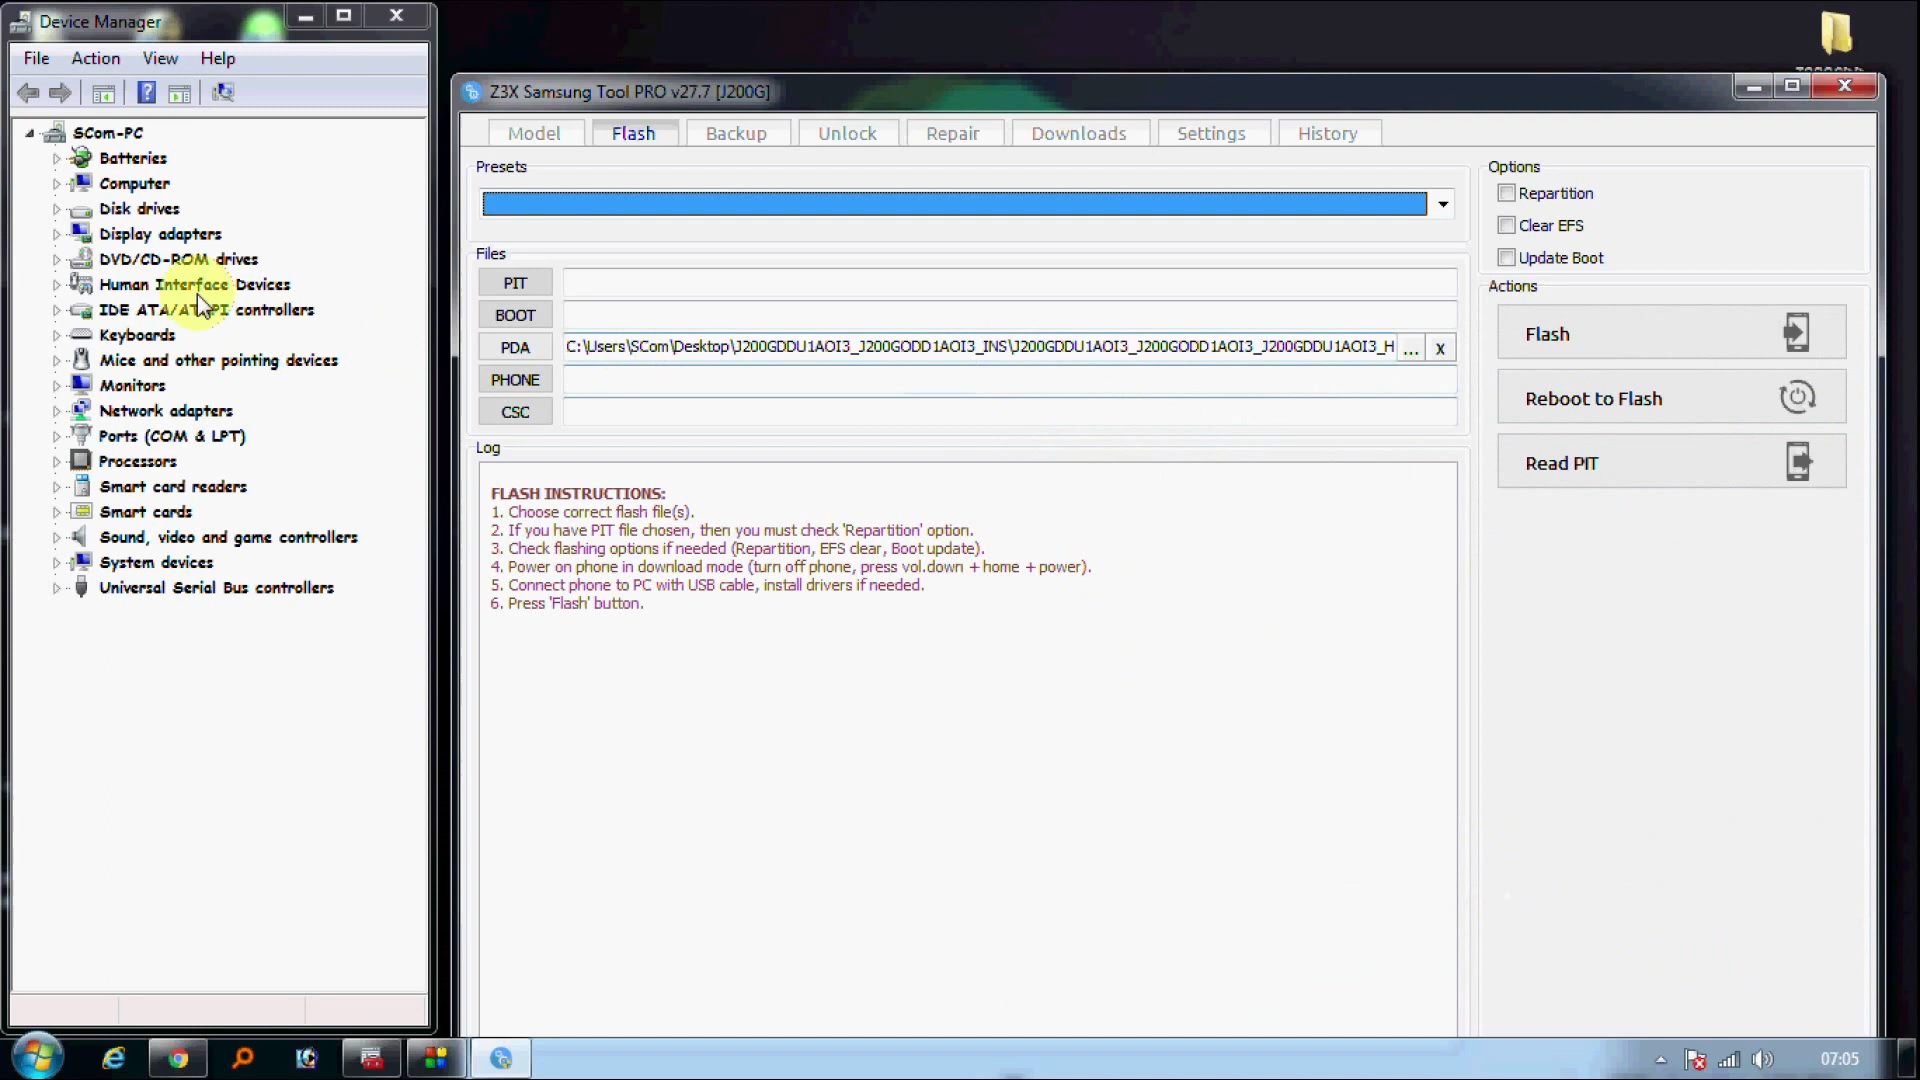 Device Manager
File Action View Help
SCom-PC
Batteries
Computer
Disk drives
Display adapters
DVD/CD-ROM drives
Human Interface Devices
IDE ATA/ATAPI controllers
Keyboards
Mice and other pointing devices
Monitors
Network adapters
Ports (COM & LPT)
Processors
Smart card readers
Smart cards
Sound, video and game controllers
System devices
Universal Serial Bus controllers
Z3X Samsung Tool PRO v27.7 [J200G]
Model Flash Backup Unlock Repair Downloads Settings History
Presets
Files
PIT
BOOT
PDA C:\Users\SCom\Desktop\J200GDDU1AOI3_J200GODD1AOI3_INS\J200GDDU1AOI3_J200GODD1AOI3_J200GDDU1AOI3_H ... x
PHONE
CSC
Log
FLASH INSTRUCTIONS:
1. Choose correct flash file(s).
2. If you have PIT file chosen, then you must check 'Repartition' option.
3. Check flashing options if needed (Repartition, EFS clear, Boot update).
4. Power on phone in download mode (turn off phone, press vol.down + home + power).
5. Connect phone to PC with USB cable, install drivers if needed.
6. Press 'Flash' button.
Options
Repartition
Clear EFS
Update Boot
Actions
Flash
Reboot to Flash
Read PIT
07:05